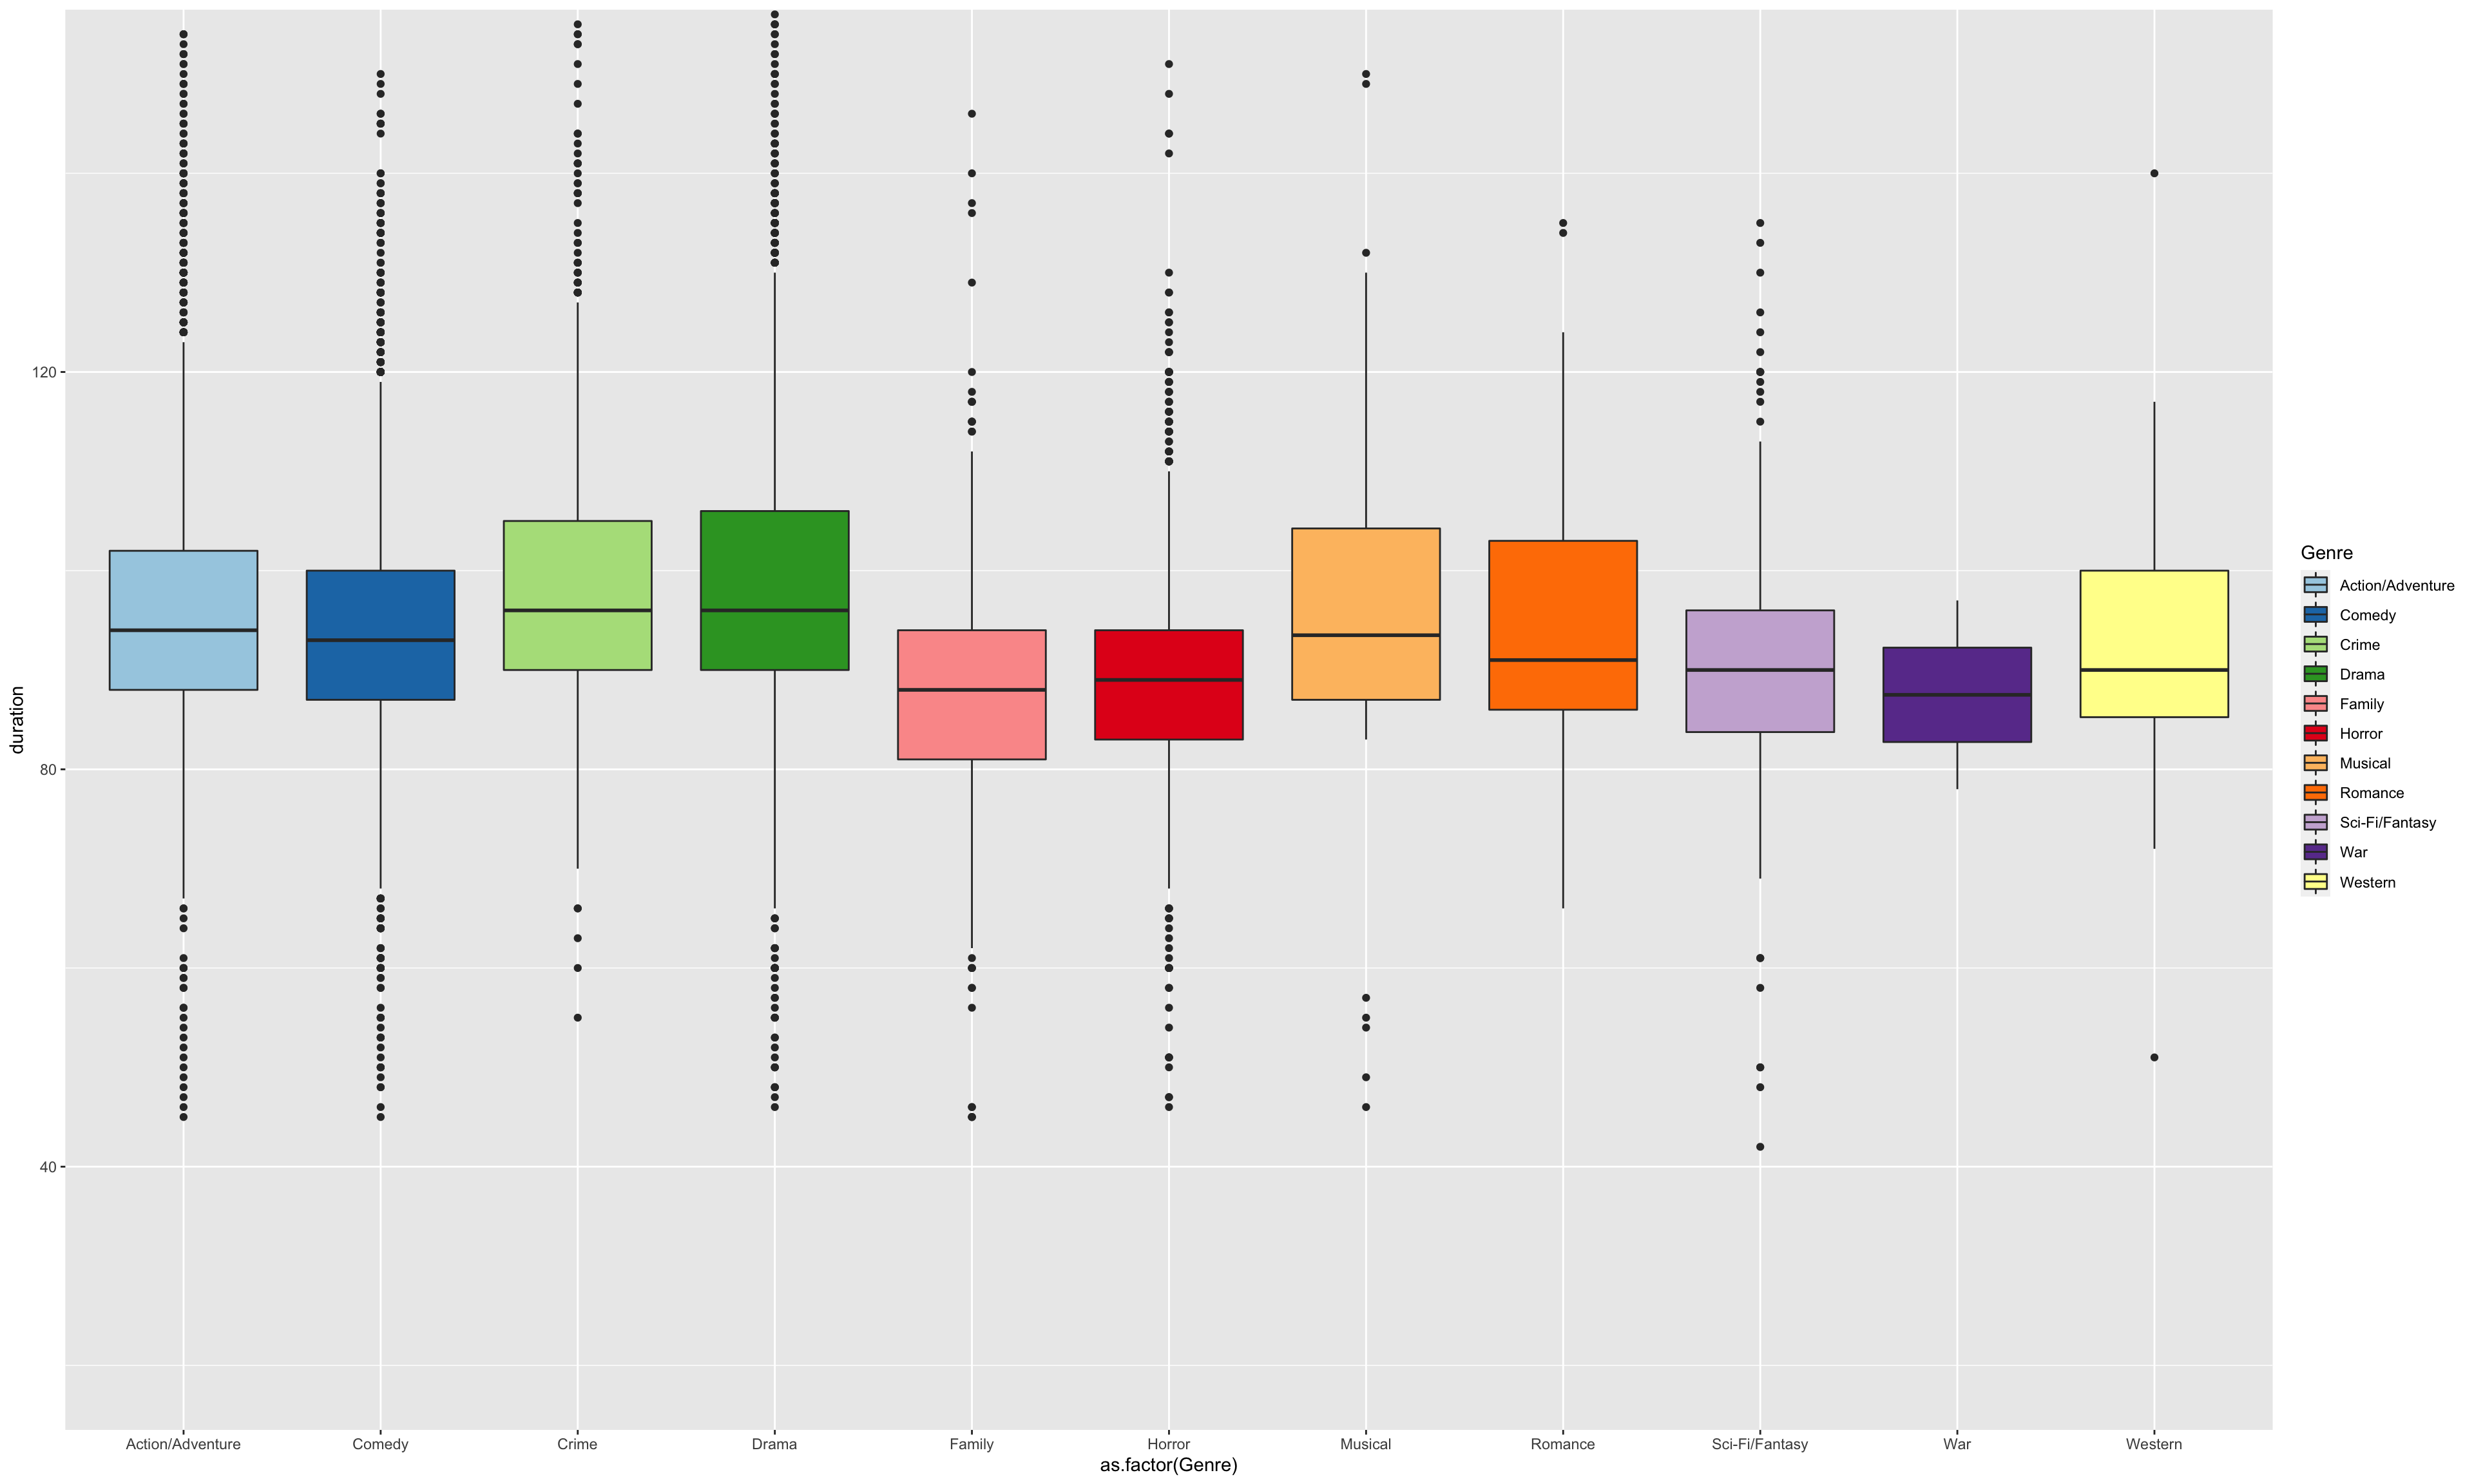 120
80
40
duration
Action/Adventure
Comedy
Crime
Drama
Family
Horror
Musical
Romance
Sci-Fi/Fantasy
War
Western
as.factor(Genre)
Genre
Action/Adventure
Comedy
Crime
Drama
Family
Horror
Musical
Romance
Sci-Fi/Fantasy
War
Western